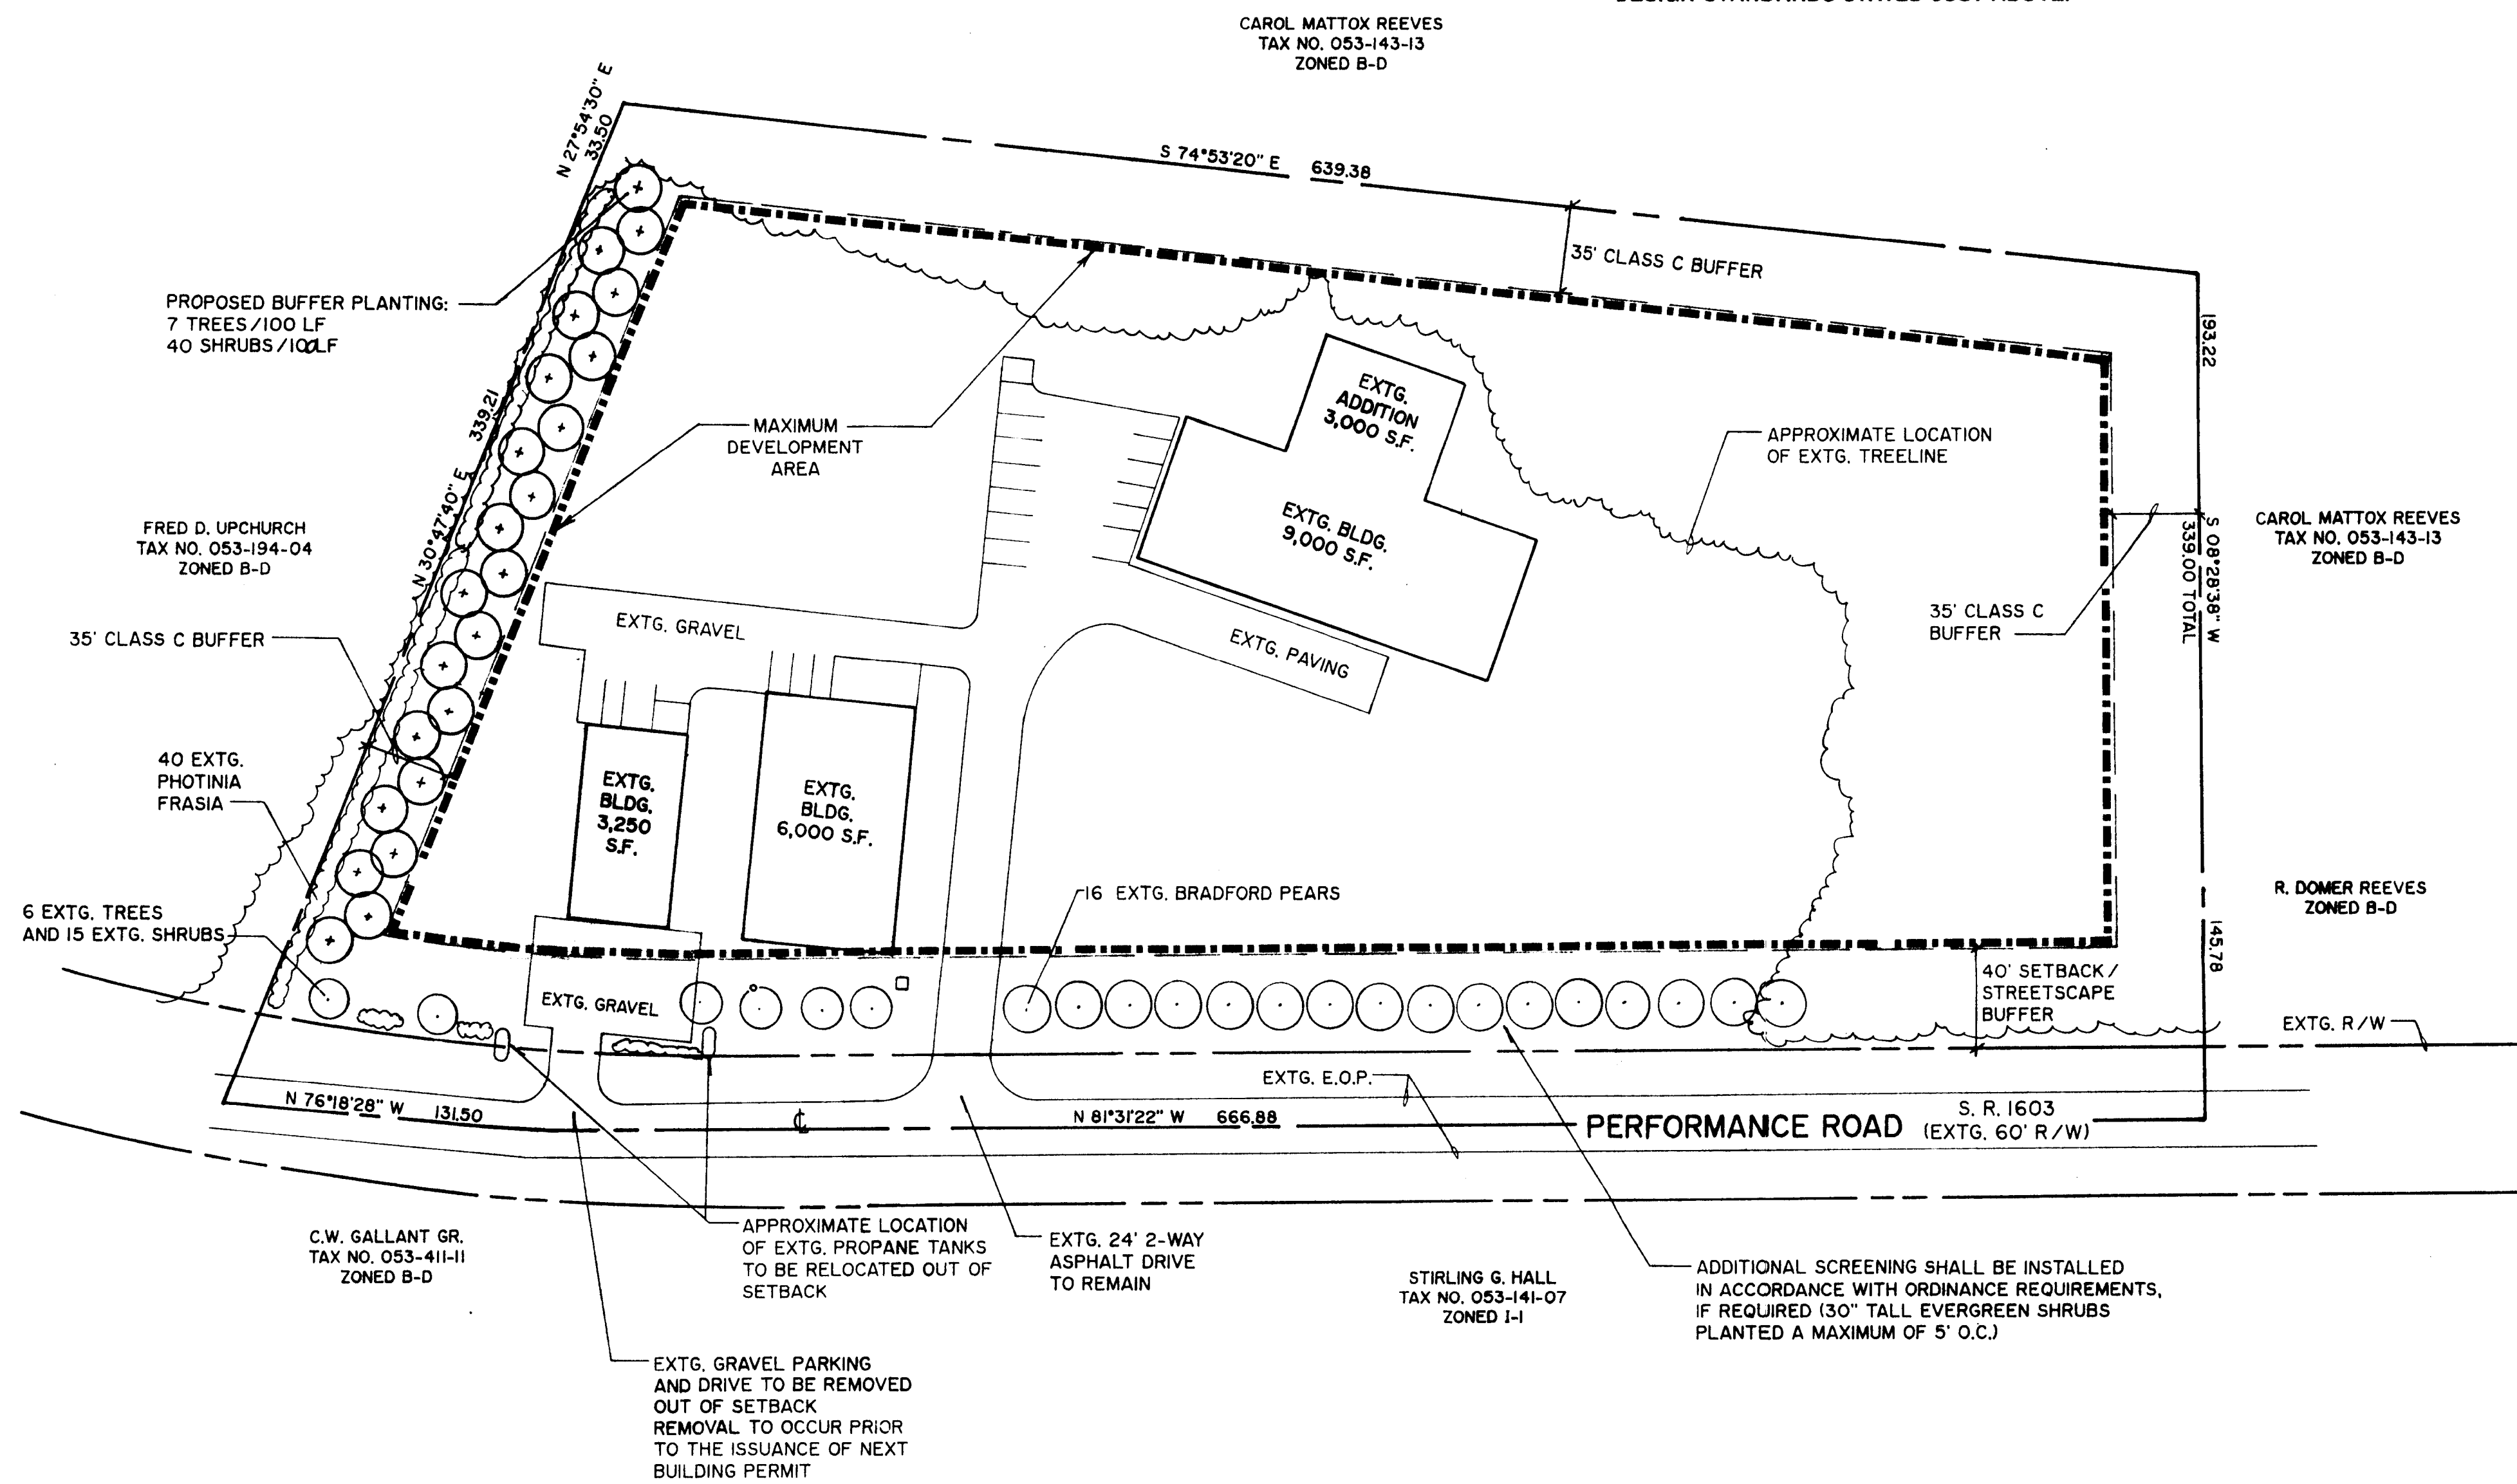 CAROL MATTOX REEVES
TAX NO. 053-143-13
ZONED B-D
N 27°54'30" E
33.50
S 74°53'20" E 639.38
35' CLASS C BUFFER
PROPOSED BUFFER PLANTING:
7 TREES/100 LF
40 SHRUBS/100LF
193.22
339.21
N 30°47'40" E
MAXIMUM
DEVELOPMENT
AREA
EXTG.
ADDITION
3,000 S.F.
APPROXIMATE LOCATION
OF EXTG. TREELINE
EXTG. BLDG.
9,000 S.F.
FRED D. UPCHURCH
TAX NO. 053-194-04
ZONED B-D
S 08°28'38" W
339.00 TOTAL
CAROL MATTOX REEVES
TAX NO. 053-143-13
ZONED B-D
35' CLASS C BUFFER
EXTG. GRAVEL
EXTG. PAVING
35' CLASS C
BUFFER
40 EXTG.
PHOTINIA
FRASIA
EXTG.
BLDG.
3,250
S.F.
EXTG.
BLDG.
6,000 S.F.
6 EXTG. TREES
AND 15 EXTG. SHRUBS
16 EXTG. BRADFORD PEARS
R. DOMER REEVES
ZONED B-D
145.78
EXTG. GRAVEL
40' SETBACK/
STREETSCAPE
BUFFER
EXTG. R/W
EXTG. E.O.P.
N 76°18'28" W 131.50
N 81°31'22" W 666.88
PERFORMANCE ROAD
S. R. 1603
(EXTG. 60' R/W)
C.W. GALLANT GR.
TAX NO. 053-411-11
ZONED B-D
APPROXIMATE LOCATION
OF EXTG. PROPANE TANKS
TO BE RELOCATED OUT OF
SETBACK
EXTG. 24' 2-WAY
ASPHALT DRIVE
TO REMAIN
STIRLING G. HALL
TAX NO. 053-141-07
ZONED I-1
ADDITIONAL SCREENING SHALL BE INSTALLED
IN ACCORDANCE WITH ORDINANCE REQUIREMENTS,
IF REQUIRED (30" TALL EVERGREEN SHRUBS
PLANTED A MAXIMUM OF 5' O.C.)
EXTG. GRAVEL PARKING
AND DRIVE TO BE REMOVED
OUT OF SETBACK
REMOVAL TO OCCUR PRIOR
TO THE ISSUANCE OF NEXT
BUILDING PERMIT